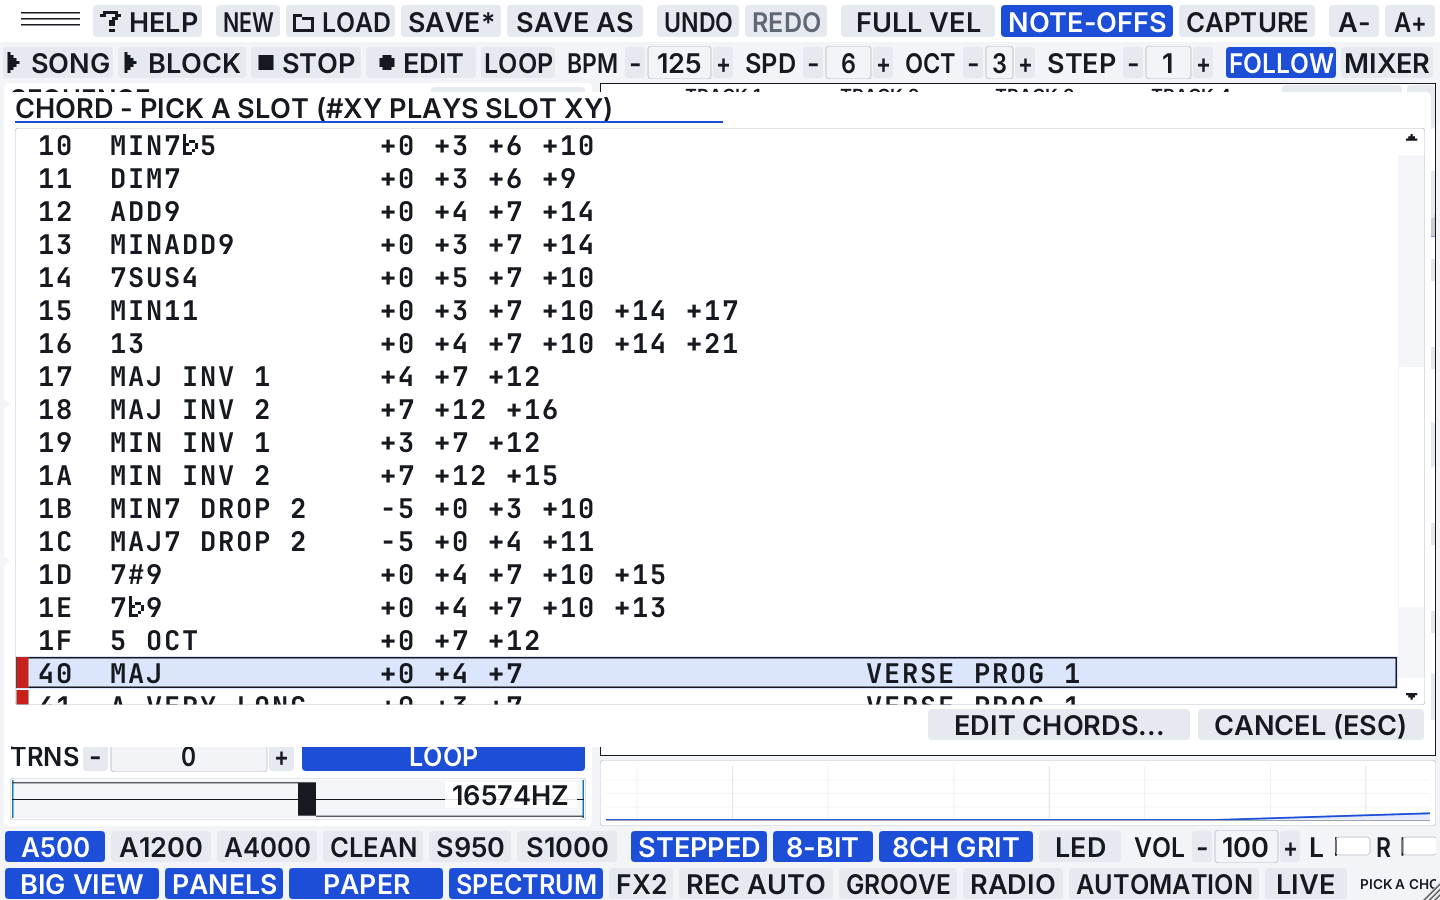 HELP NEW LOAD SAVE* SAVE AS UNDO REDO FULL VEL NOTE-OFFS CAPTURE A- A+
SONG BLOCK STOP EDIT LOOP BPM - 125 + SPD - 6 + OCT - 3 + STEP - 1 + FOLLOW MIXER
CHORD - PICK A SLOT (#XY PLAYS SLOT XY)
10 MIN7♭5 +0 +3 +6 +10
11 DIM7 +0 +3 +6 +9
12 ADD9 +0 +4 +7 +14
13 MINADD9 +0 +3 +7 +14
14 7SUS4 +0 +5 +7 +10
15 MIN11 +0 +3 +7 +10 +14 +17
16 13 +0 +4 +7 +10 +14 +21
17 MAJ INV 1 +4 +7 +12
18 MAJ INV 2 +7 +12 +16
19 MIN INV 1 +3 +7 +12
1A MIN INV 2 +7 +12 +15
1B MIN7 DROP 2 -5 +0 +3 +10
1C MAJ7 DROP 2 -5 +0 +4 +11
1D 7#9 +0 +4 +7 +10 +15
1E 7♭9 +0 +4 +7 +10 +13
1F 5 OCT +0 +7 +12
40 MAJ +0 +4 +7 VERSE PROG 1
41 A VERY LONG +0 +3 +7 VERSE PROG 1
EDIT CHORDS... CANCEL (ESC)
TRNS - 0 + LOOP
16574HZ
A500 A1200 A4000 CLEAN S950 S1000 STEPPED 8-BIT 8CH GRIT LED VOL - 100 + L R
BIG VIEW PANELS PAPER SPECTRUM FX2 REC AUTO GROOVE RADIO AUTOMATION LIVE PICK A